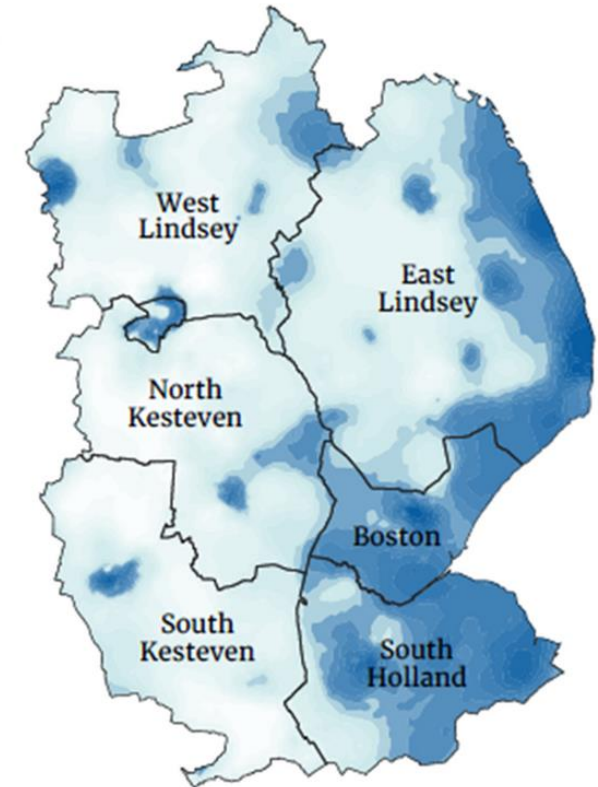 West
Lindsey
East
Lindsey
North
Kesteven
Boston
South
Kesteven
South
Holland